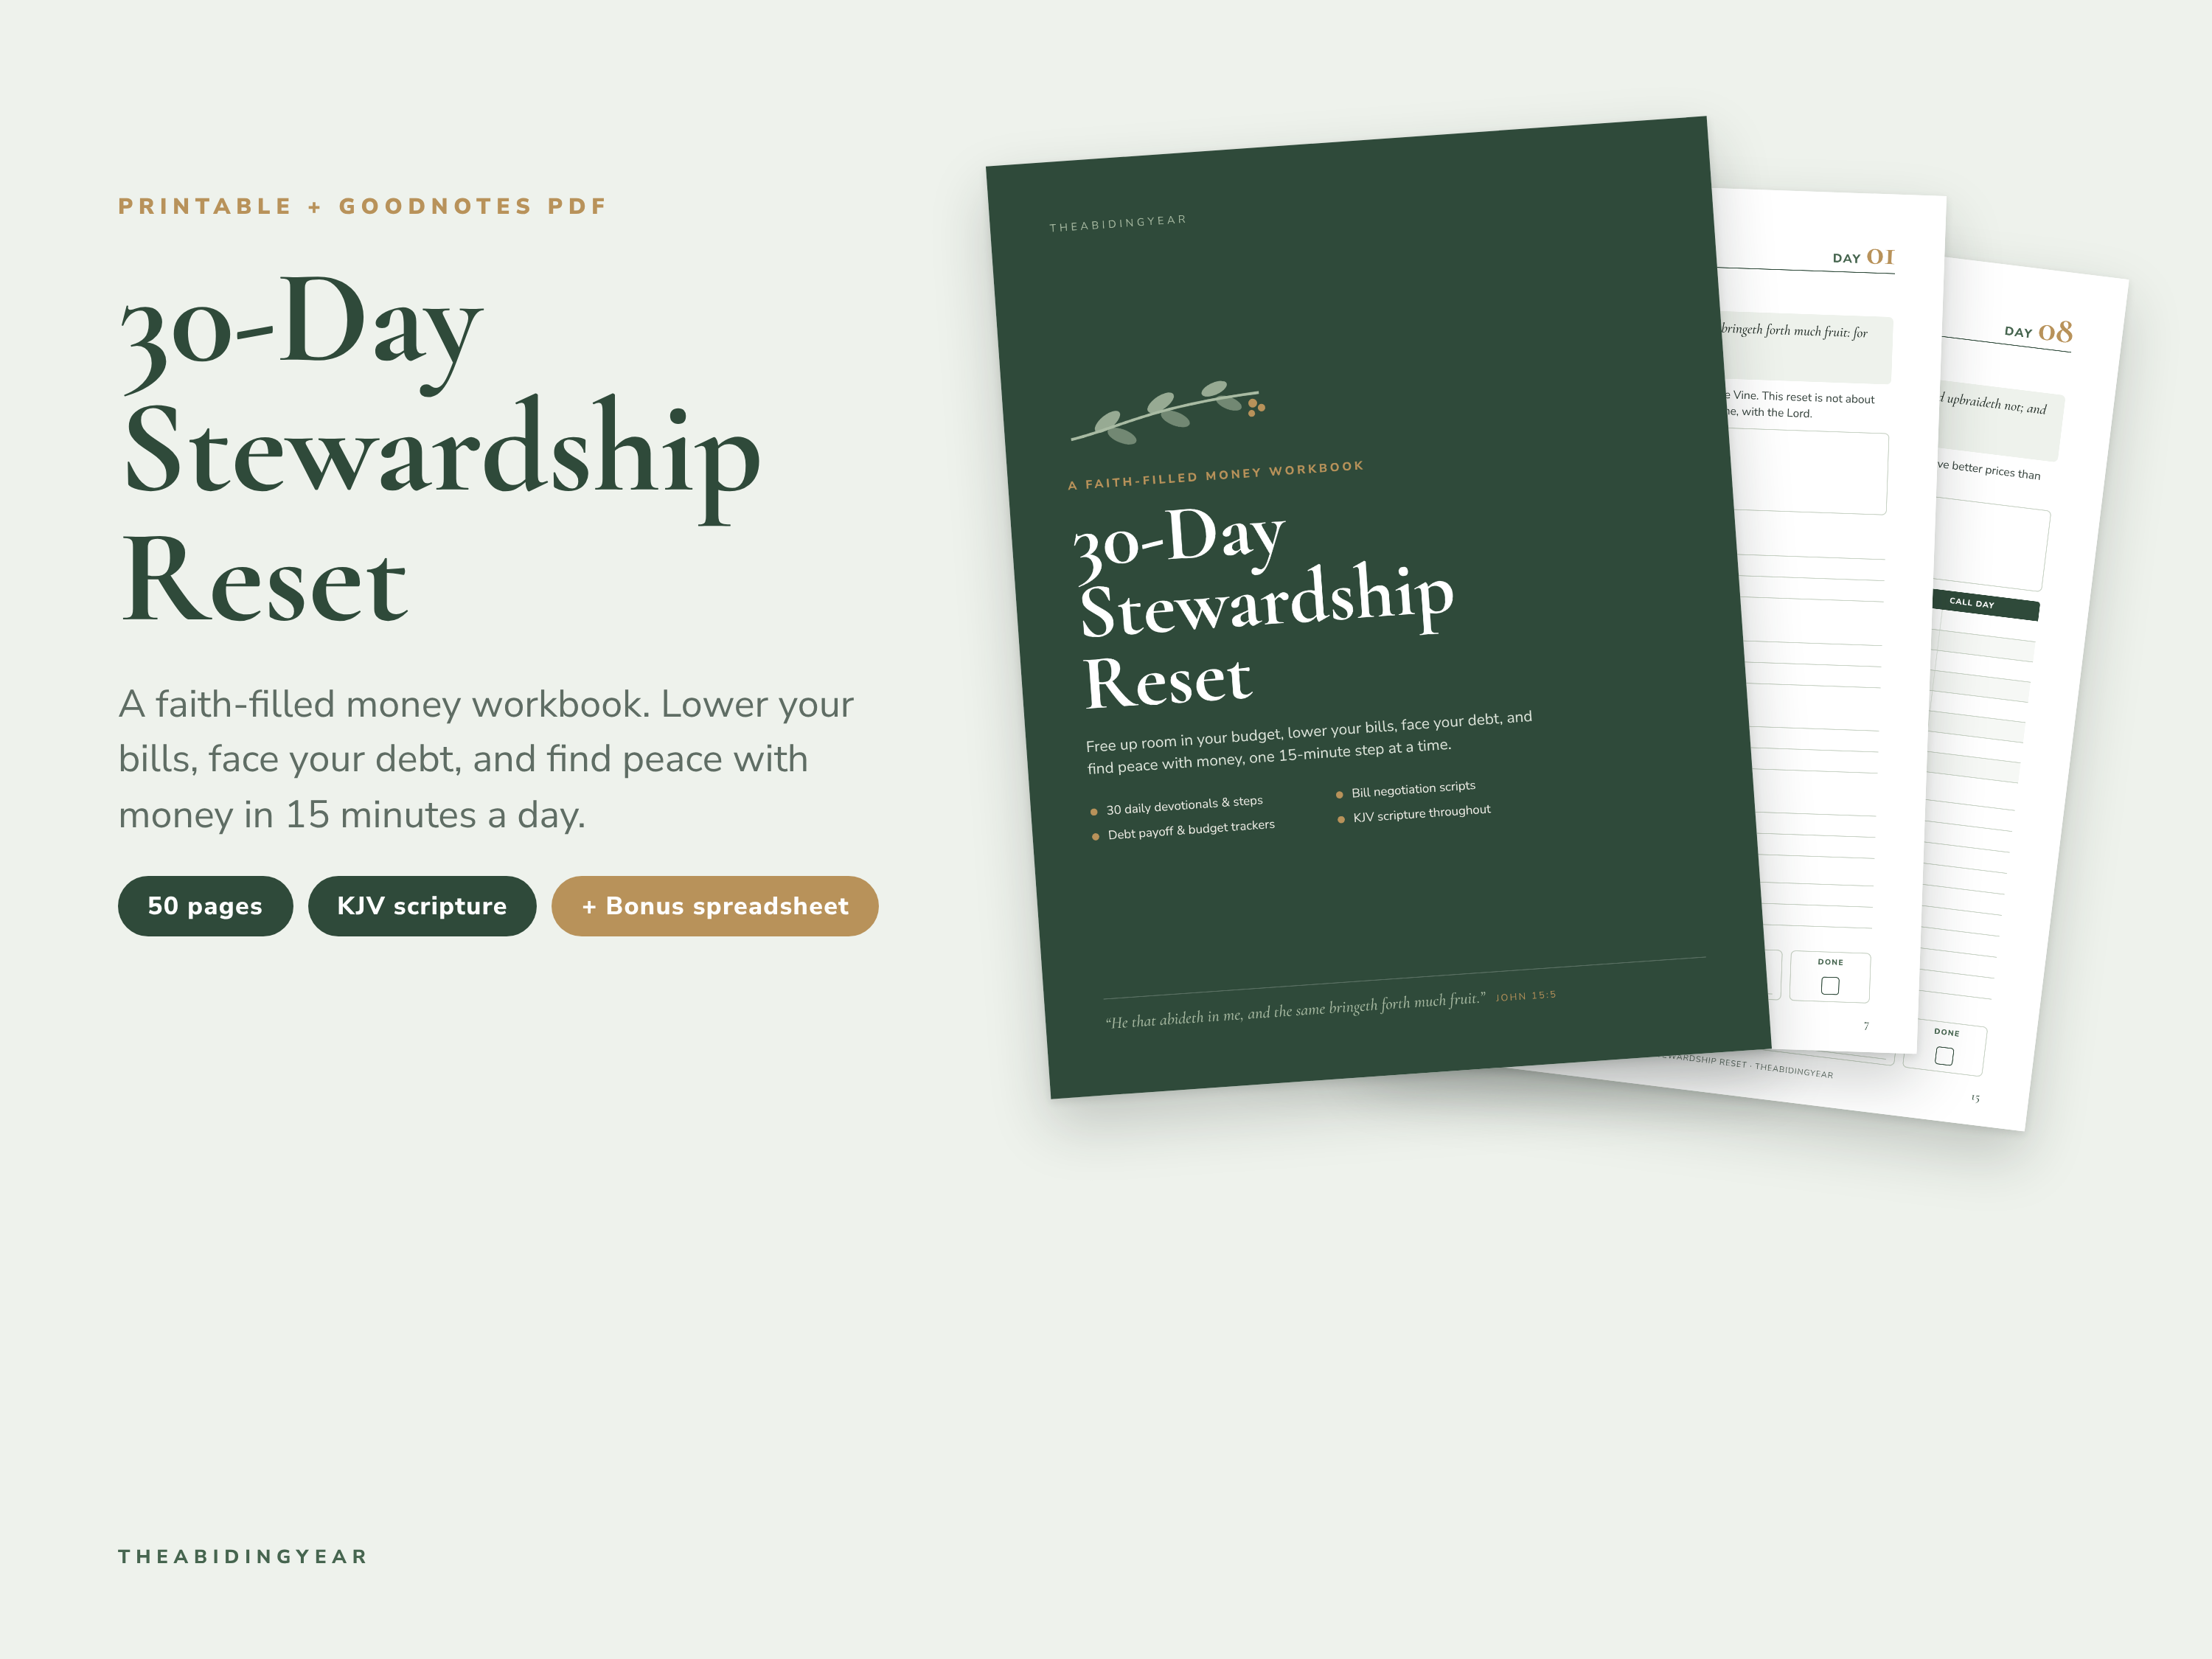 PRINTABLE + GOODNOTES PDF
30-Day
Stewardship
Reset
A faith-filled money workbook. Lower your
bills, face your debt, and find peace with
money in 15 minutes a day.
50 pages
KJV scripture
+ Bonus spreadsheet
THEABIDINGYEAR
THEABIDINGYEAR
A FAITH-FILLED MONEY WORKBOOK
30-Day
Stewardship
Reset
Free up room in your budget, lower your bills, face your debt, and
find peace with money, one 15-minute step at a time.
30 daily devotionals & steps
Bill negotiation scripts
Debt payoff & budget trackers
KJV scripture throughout
“He that abideth in me, and the same bringeth forth much fruit.” JOHN 15:5
DAY 01
bringeth forth much fruit: for
Vine. This reset is not about
with the Lord.
DONE
7
DAY 08
upbraideth not; and
better prices than
CALL DAY
DONE
RESET · THEABIDINGYEAR
15